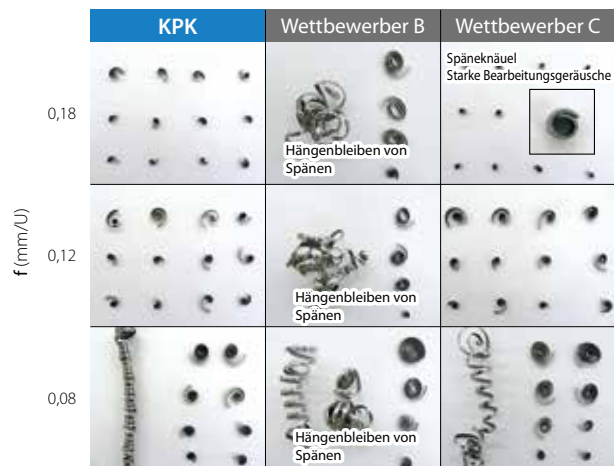 KPK
Wettbewerber B
Wettbewerber C
f (mm/U)
0,18
Hängenbleiben von
Spänen
Späneknäuel
Starke Bearbeitungsgeräusche
0,12
Hängenbleiben von
Spänen
0,08
Hängenbleiben von
Spänen